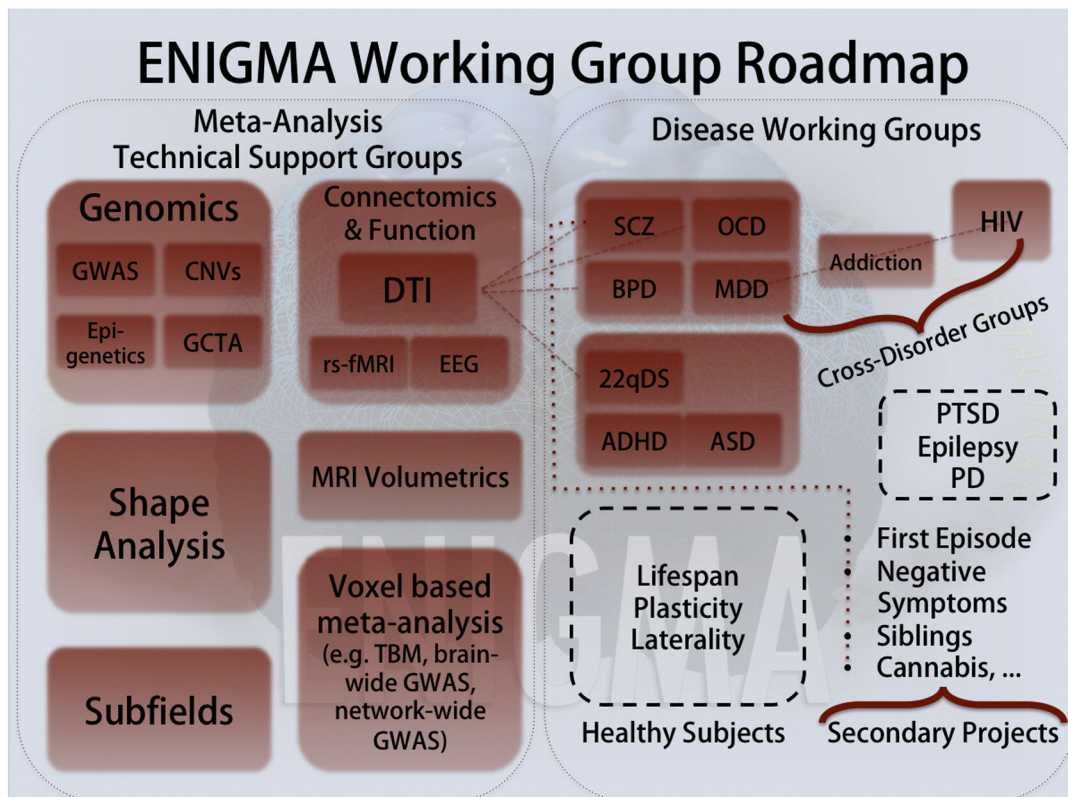 ENIGMA Working Group Roadmap
Meta-Analysis
Technical Support Groups
Genomics
GWAS
CNVs
Epi-
genetics
GCTA
Connectomics
& Function
DTI
rs-fMRI
EEG
Shape
Analysis
MRI Volumetrics
Subfields
Voxel based
meta-analysis
(e.g. TBM, brain-
wide GWAS,
network-wide
GWAS)
Disease Working Groups
SCZ
OCD
BPD
MDD
Addiction
HIV
Cross-Disorder Groups
22qDS
ADHD
ASD
PTSD
Epilepsy
PD
Lifespan
Plasticity
Laterality
Healthy Subjects
• First Episode
• Negative
Symptoms
• Siblings
• Cannabis, ...
Secondary Projects
ENIGMA